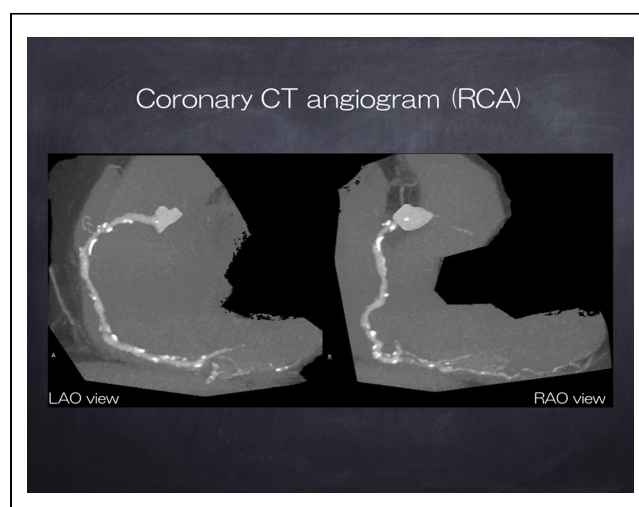 Coronary CT angiogram (RCA)
A
R
LAO view
RAO view